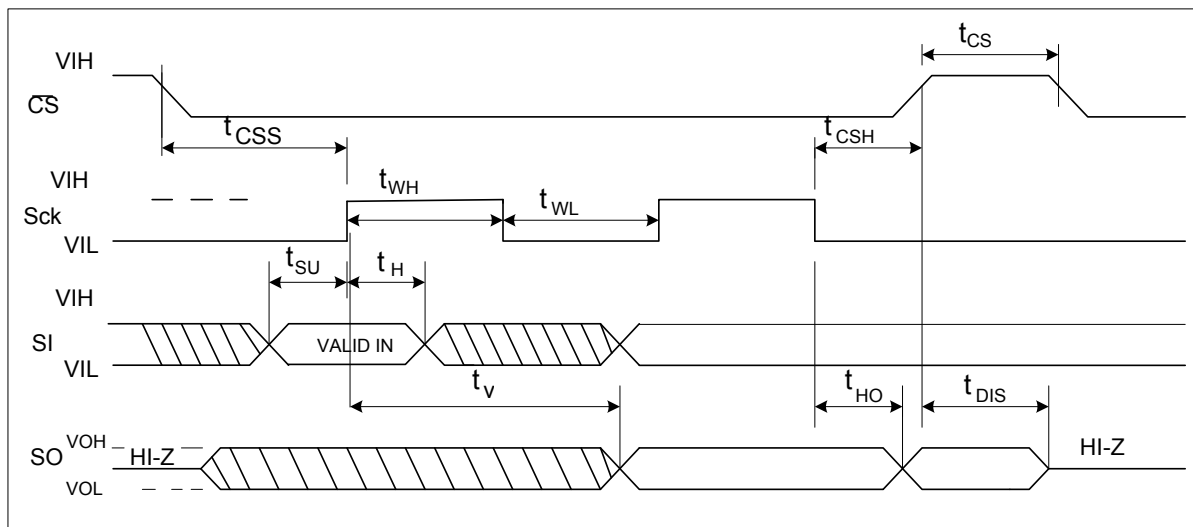 tCS
VIH
C̅S̅
tCSS
tCSH
VIH
tWH
Sck
tWL
VIL
tSU
tH
VIH
SI
VALID IN
VIL
tV
tHO
tDIS
VOH
SO
HI-Z
HI-Z
VOL